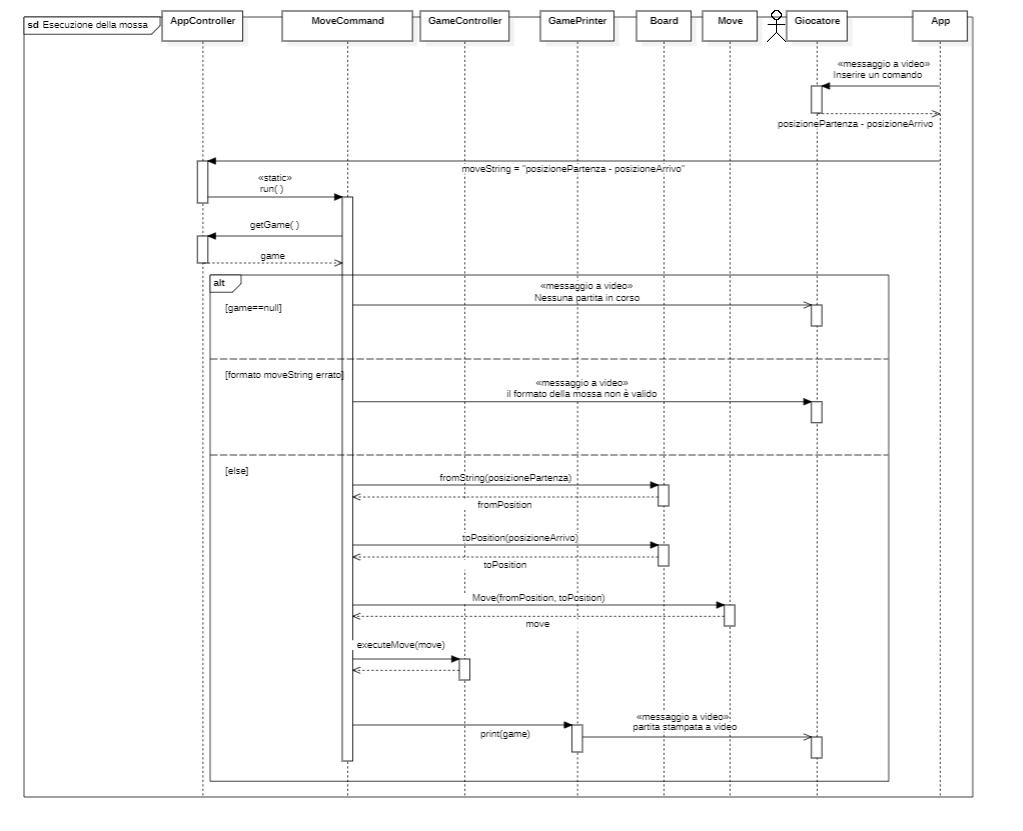 sd Esecuzione della mossa
AppController
MoveCommand
GameController
GamePrinter
Board
Move
Giocatore
App
«messaggio a video»
Inserire un comando
posizionePartenza - posizioneArrivo
moveString = "posizionePartenza - posizioneArrivo"
«static»
run( )
getGame( )
game
alt
«messaggio a video»
Nessuna partita in corso
[game==null]
[formato moveString errato]
«messaggio a video»
il formato della mossa non è valido
[else]
fromString(posizionePartenza)
fromPosition
toPosition(posizioneArrivo)
toPosition
Move(fromPosition, toPosition)
move
executeMove(move)
«messaggio a video»
partita stampata a video
print(game)